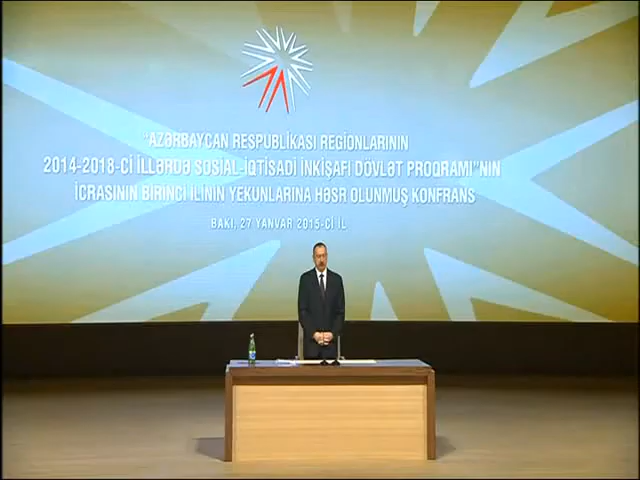 "AZƏRBAYCAN RESPUBLİKASI REGİONLARININ
2014-2018-Cİ İLLƏRDƏ SOSİAL-İQTİSADİ İNKİŞAFI DÖVLƏT PROQRAMI"NIN
İCRASININ BİRİNCİ İLİNİN YEKUNLARINA HƏSR OLUNMUŞ KONFRANS
BAKI, 27 YANVAR 2015-Cİ İL